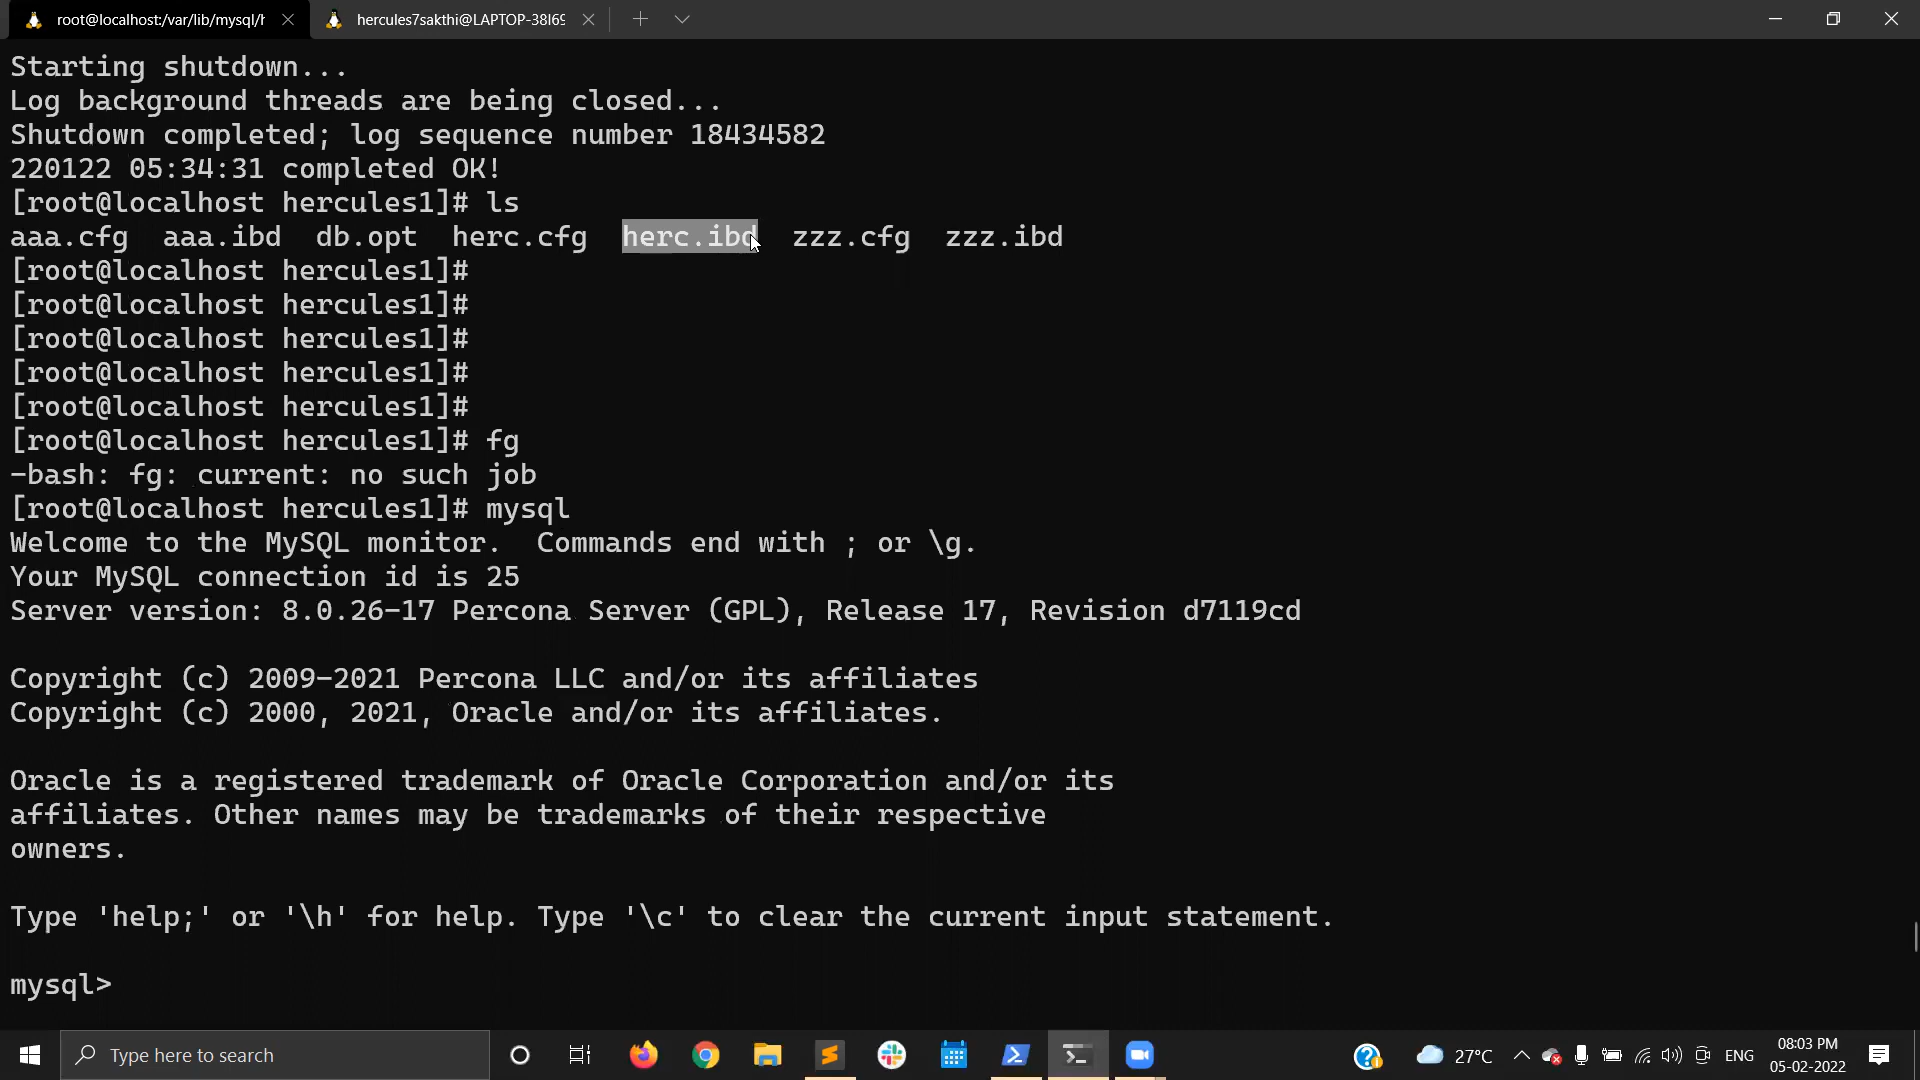 root@localhost:/var/lib/mysql/h
hercules7sakthi@LAPTOP-38I69
Starting shutdown...
Log background threads are being closed...
Shutdown completed; log sequence number 18434582
220122 05:34:31 completed OK!
[root@localhost hercules1]# ls
aaa.cfg  aaa.ibd  db.opt  herc.cfg  herc.ibd  zzz.cfg  zzz.ibd
[root@localhost hercules1]#
[root@localhost hercules1]#
[root@localhost hercules1]#
[root@localhost hercules1]#
[root@localhost hercules1]#
[root@localhost hercules1]# fg
-bash: fg: current: no such job
[root@localhost hercules1]# mysql
Welcome to the MySQL monitor.  Commands end with ; or \g.
Your MySQL connection id is 25
Server version: 8.0.26-17 Percona Server (GPL), Release 17, Revision d7119cd
Copyright (c) 2009-2021 Percona LLC and/or its affiliates
Copyright (c) 2000, 2021, Oracle and/or its affiliates.
Oracle is a registered trademark of Oracle Corporation and/or its
affiliates. Other names may be trademarks of their respective
owners.
Type 'help;' or '\h' for help. Type '\c' to clear the current input statement.
mysql>
Type here to search
27°C
ENG
08:03 PM
05-02-2022